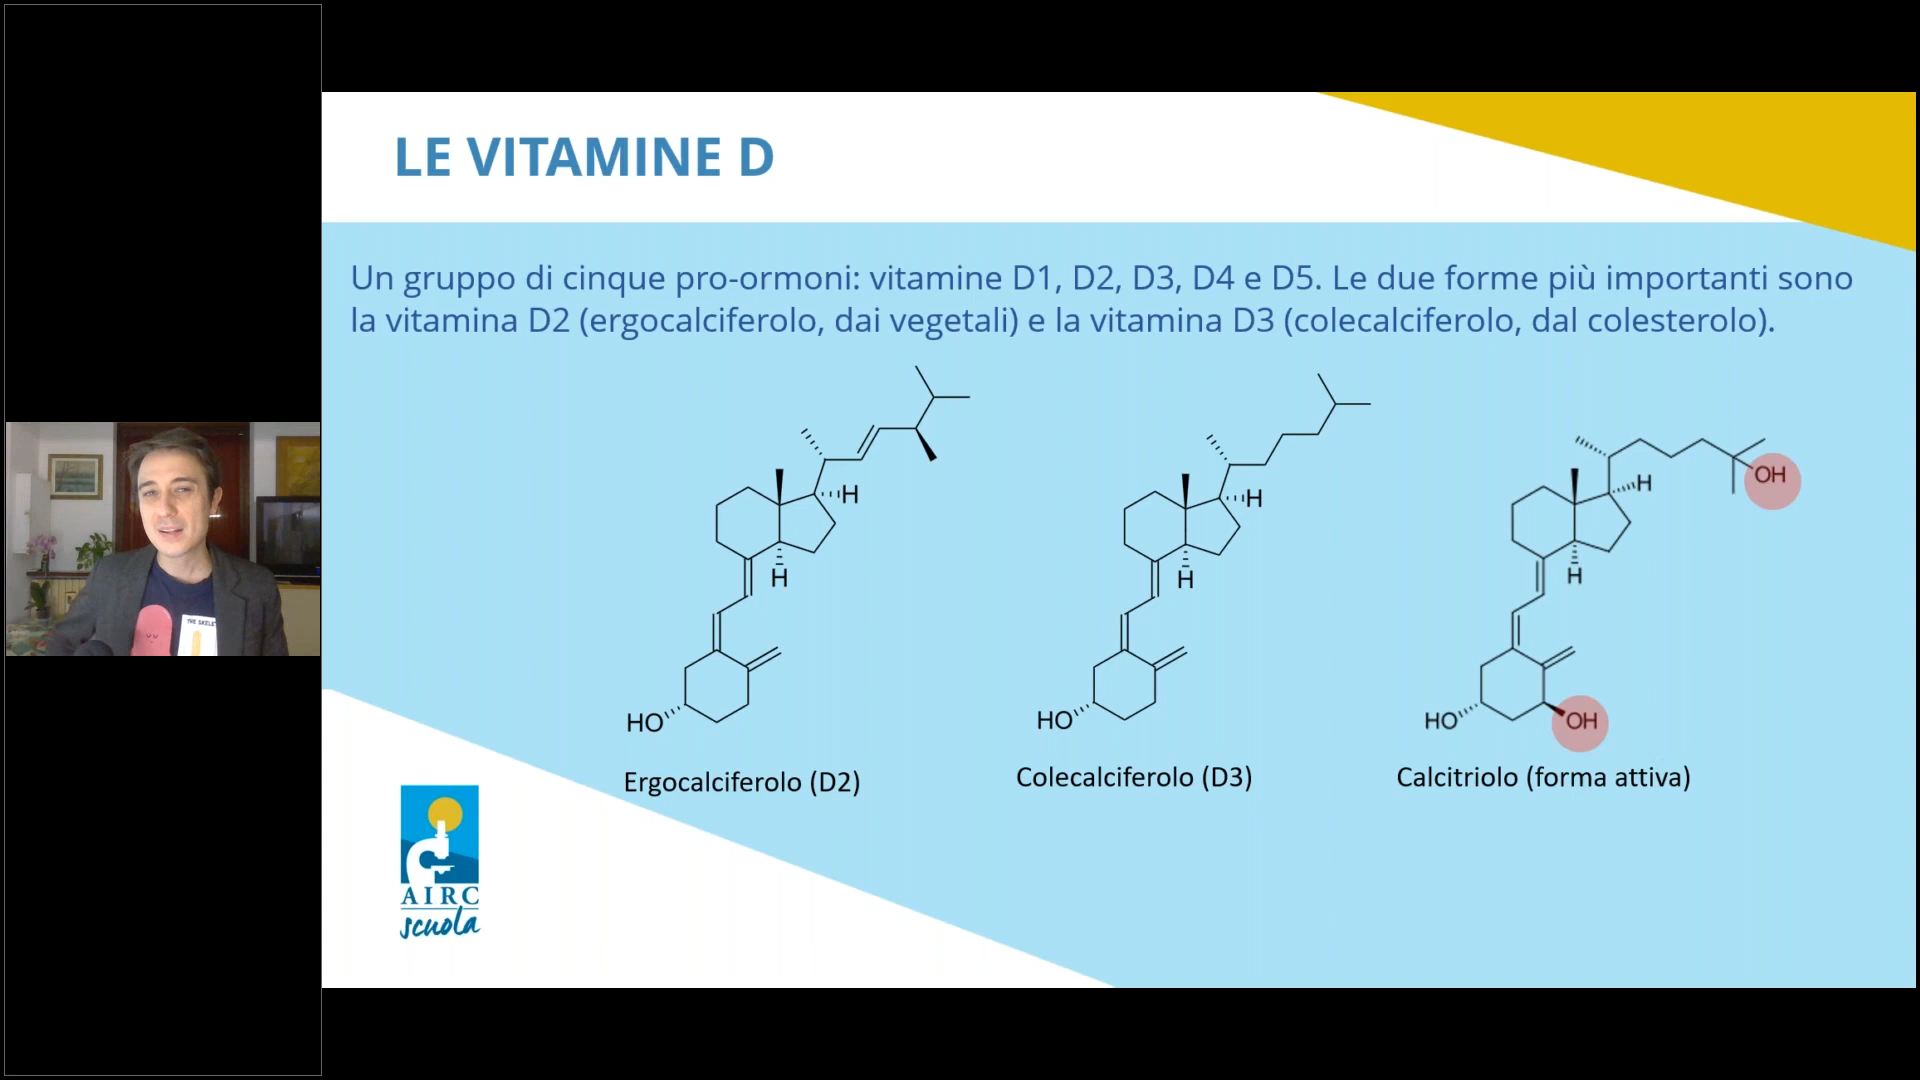 LE VITAMINE D
Un gruppo di cinque pro-ormoni: vitamine D1, D2, D3, D4 e D5. Le due forme più importanti sono
la vitamina D2 (ergocalciferolo, dai vegetali) e la vitamina D3 (colecalciferolo, dal colesterolo).
H
H
HO
Ergocalciferolo (D2)
H
H
HO
Colecalciferolo (D3)
OH
H
H
HO
OH
Calcitriolo (forma attiva)
THE SKELE
AIRC
scuola